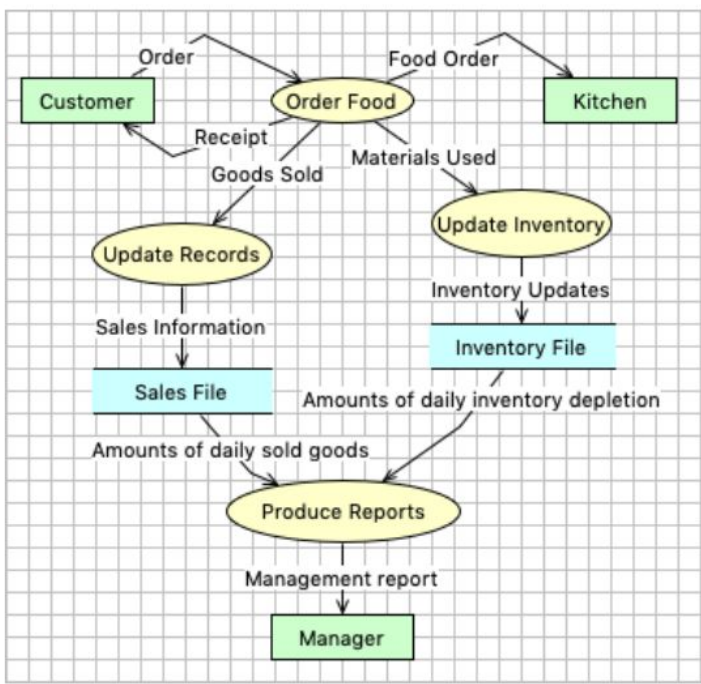 Order
Food Order
Customer
Order Food
Kitchen
Receipt
Materials Used
Goods Sold
Update Inventory
Update Records
Inventory Updates
Sales Information
Inventory File
Sales File
Amounts of daily inventory depletion
Amounts of daily sold goods
Produce Reports
Management report
Manager